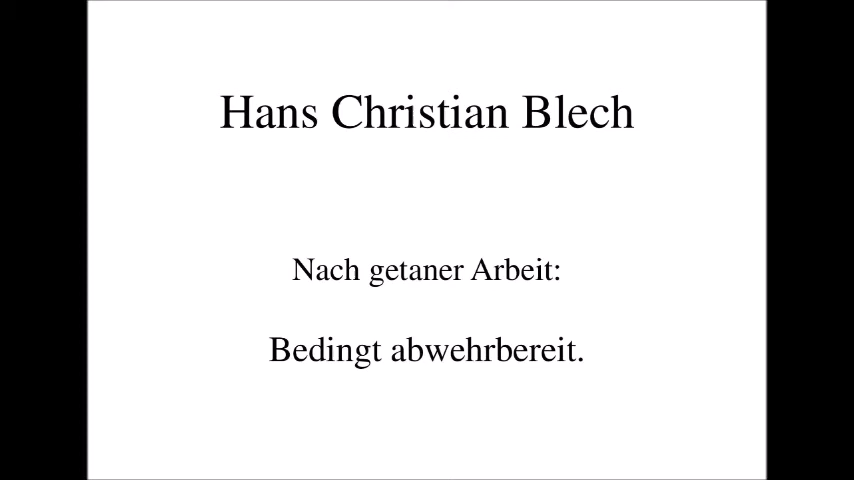 Hans Christian Blech
Nach getaner Arbeit:
Bedingt abwehrbereit.